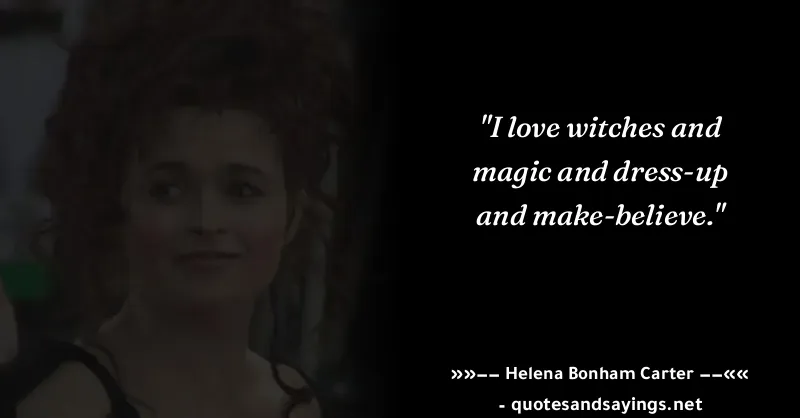 "I love witches and
magic and dress-up
and make-believe."
»»−− Helena Bonham Carter −−««
- quotesandsayings.net